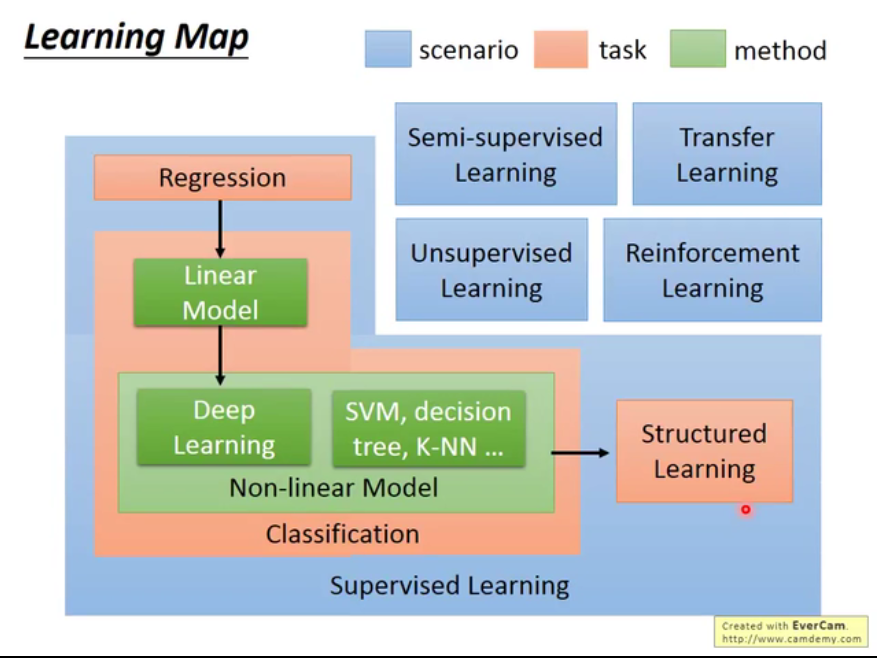 Learning Map
scenario
task
method
Regression
Semi-supervised
Learning
Transfer
Learning
Linear
Model
Unsupervised
Learning
Reinforcement
Learning
Deep
Learning
SVM, decision
tree, K-NN ...
Non-linear Model
Classification
Structured
Learning
Supervised Learning
Created with EverCam.
http://www.camdemy.com